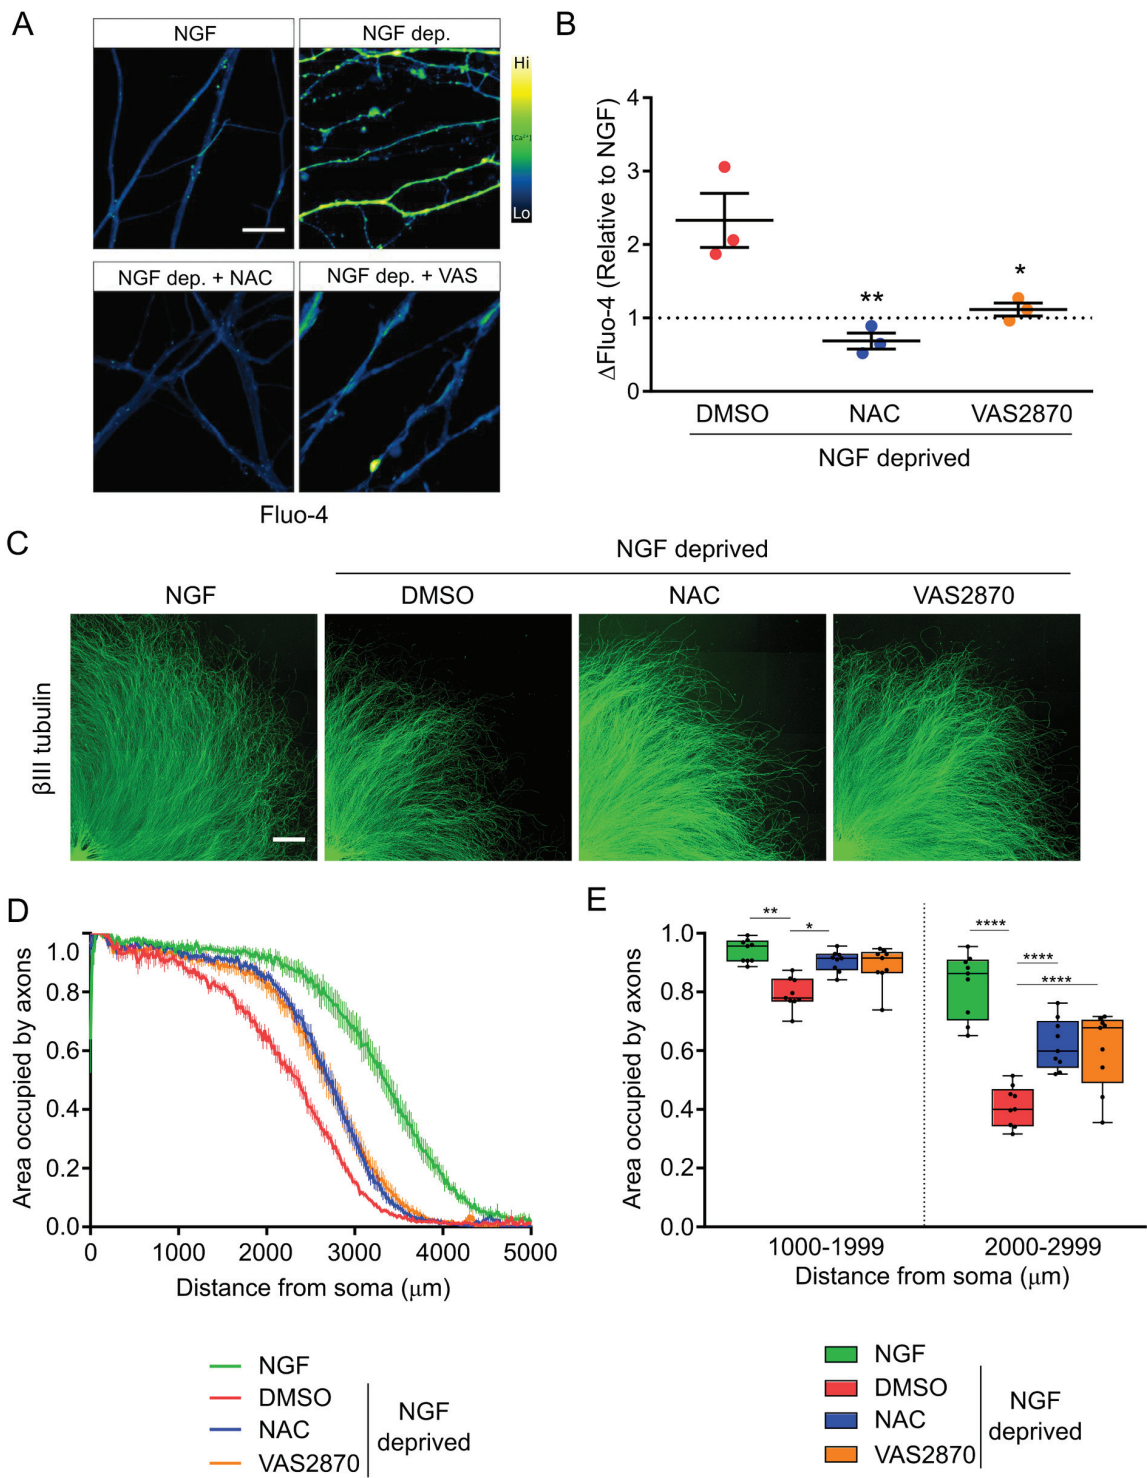 A
NGF
NGF dep.
Hi
[Ca2+]
Lo
NGF dep. + NAC
NGF dep. + VAS
Fluo-4
B
ΔFluo-4 (Relative to NGF)
4
3
2
1
0
**
*
DMSO
NAC
VAS2870
NGF deprived
C
NGF deprived
NGF
DMSO
NAC
VAS2870
βIII tubulin
D
Area occupied by axons
1.0
0.8
0.6
0.4
0.2
0.0
0
1000
2000
3000
4000
5000
Distance from soma (μm)
NGF
DMSO
NAC
VAS2870
NGF
deprived
E
Area occupied by axons
1.0
0.8
0.6
0.4
0.2
0.0
**
*
****
****
****
1000-1999
2000-2999
Distance from soma (μm)
NGF
DMSO
NAC
VAS2870
NGF
deprived